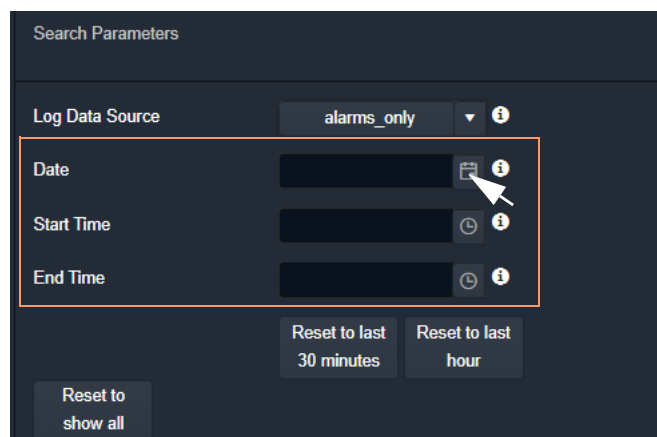 Search Parameters
Log Data Source
alarms_only
Date
Start Time
End Time
Reset to last
30 minutes
Reset to last
hour
Reset to
show all